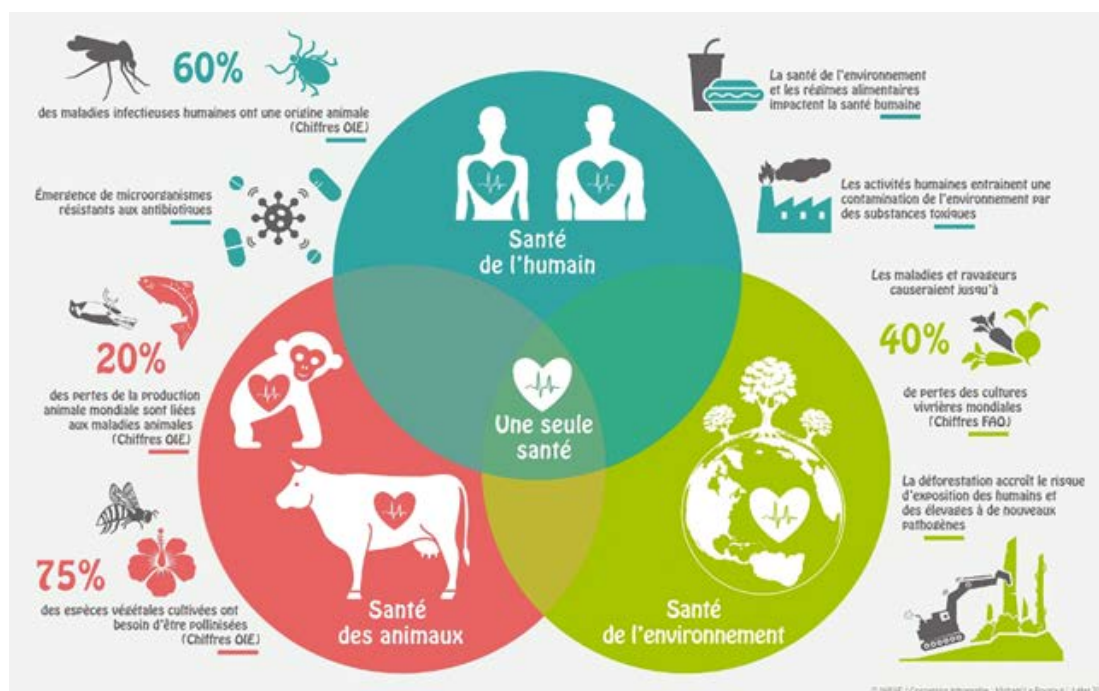 60%
des maladies infectieuses humaines ont une origine animale
(Chiffres OIE)
Émergence de microorganismes
résistants aux antibiotiques
20%
des pertes de la production
animale mondiale sont liées
aux maladies animales
(Chiffres OIE)
75%
des espèces végétales cultivées ont
besoin d'être pollinisées
(Chiffres OIE)
Santé
de l'humain
Une seule
santé
Santé
des animaux
Santé
de l'environnement
La santé de l'environnement
et les régimes alimentaires
impactent la santé humaine
Les activités humaines entrainent une
contamination de l'environnement par
des substances toxiques
Les maladies et ravageurs
causeraient jusqu'à
40%
de pertes des cultures
vivrières mondiales
(Chiffres FAO)
La déforestation accroît le risque
d'exposition des humains et
des élevages à de nouveaux
pathogènes